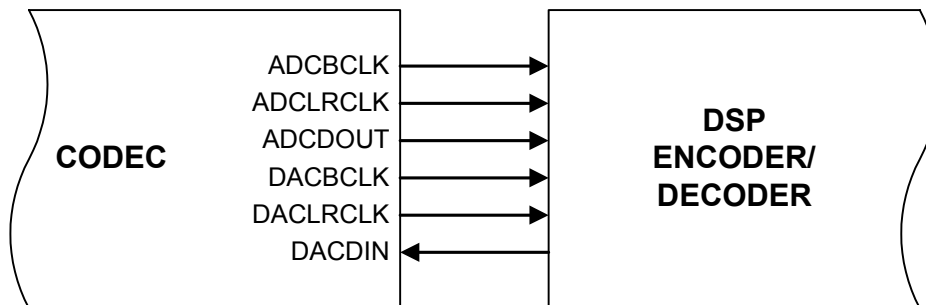 CODEC
ADCBCLK
ADCLRCLK
ADCDOUT
DACBCLK
DACLRCLK
DACDIN
DSP
ENCODER/
DECODER